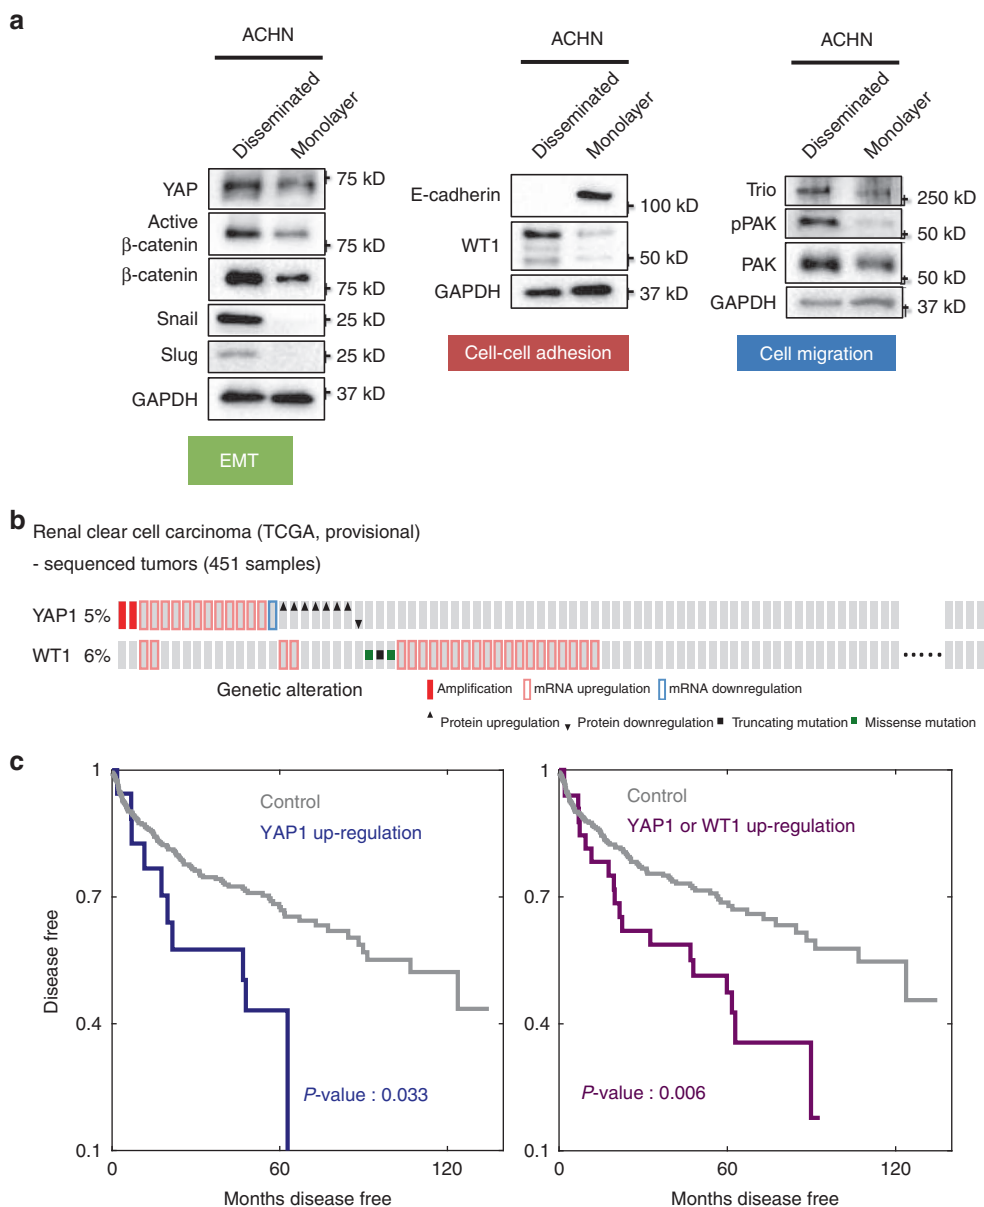 a
ACHN
Disseminated
Monolayer
YAP
75 kD
Active
β-catenin
75 kD
β-catenin
75 kD
Snail
25 kD
Slug
25 kD
GAPDH
37 kD
EMT
ACHN
Disseminated
Monolayer
E-cadherin
100 kD
WT1
50 kD
GAPDH
37 kD
Cell-cell adhesion
ACHN
Disseminated
Monolayer
Trio
250 kD
pPAK
50 kD
PAK
50 kD
GAPDH
37 kD
Cell migration
b
Renal clear cell carcinoma (TCGA, provisional)
- sequenced tumors (451 samples)
YAP1 5%
WT1 6%
Genetic alteration
Amplification
mRNA upregulation
mRNA downregulation
Protein upregulation
Protein downregulation
Truncating mutation
Missense mutation
c
Disease free
1
0.7
0.4
0.1
Control
YAP1 up-regulation
P-value : 0.033
0
60
120
Months disease free
1
0.7
0.4
0.1
Control
YAP1 or WT1 up-regulation
P-value : 0.006
0
60
120
Months disease free